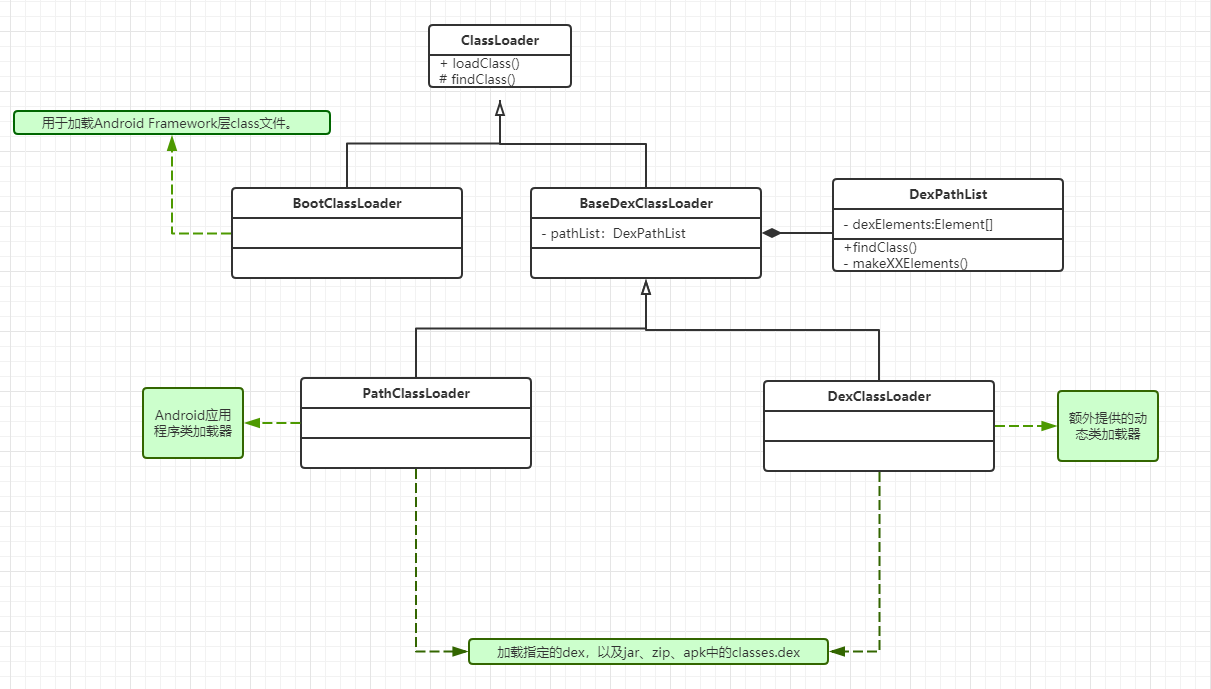 ClassLoader
+ loadClass()
# findClass()
用于加载Android Framework层class文件。
BootClassLoader
BaseDexClassLoader
- pathList：DexPathList
DexPathList
- dexElements:Element[]
+findClass()
- makeXXElements()
PathClassLoader
Android应用
程序类加载器
DexClassLoader
额外提供的动
态类加载器
加载指定的dex，以及jar、zip、apk中的classes.dex